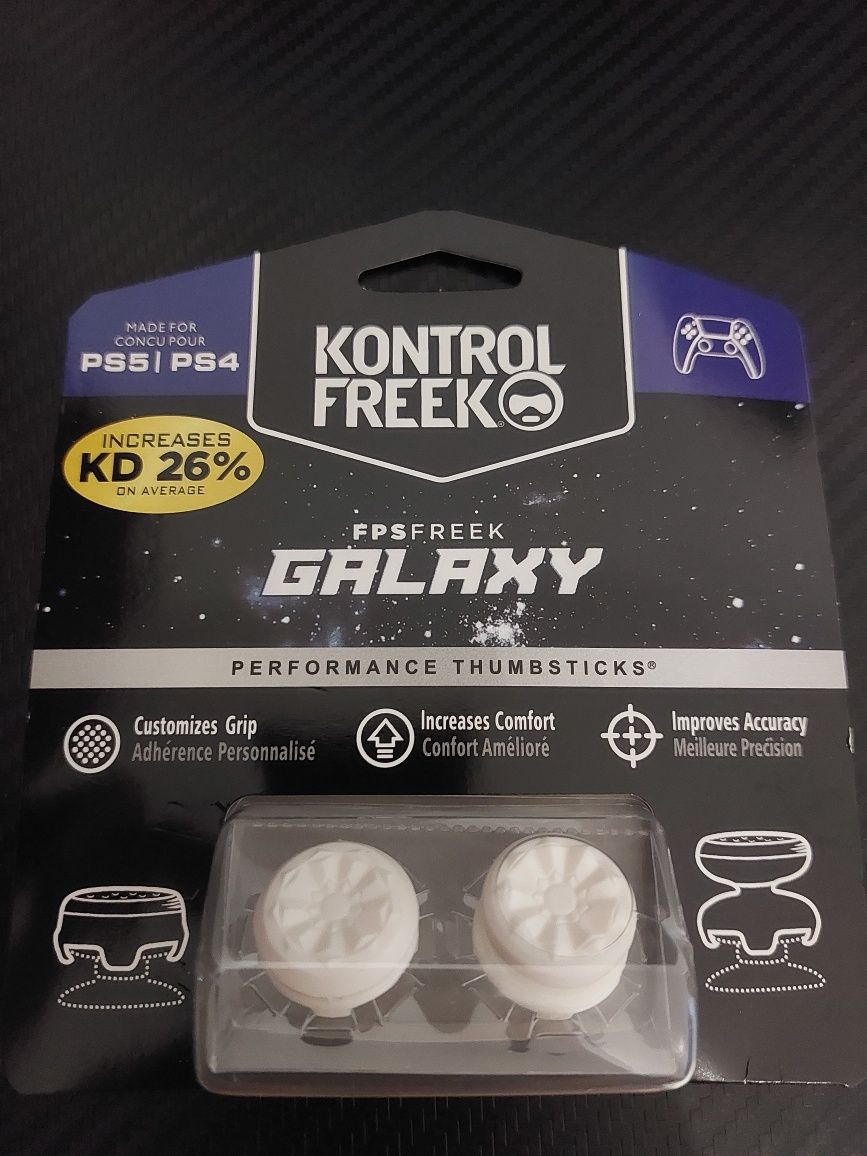 MADE FOR
CONCU POUR
PS5 | PS4
KONTROL
FREEK®
INCREASES
KD 26%
ON AVERAGE
FPSFREEK
GALAXY
PERFORMANCE THUMBSTICKS®
Customizes Grip
Adhérence Personnalisé
Increases Comfort
Confort Amélioré
Improves Accuracy
Meilleure Precision